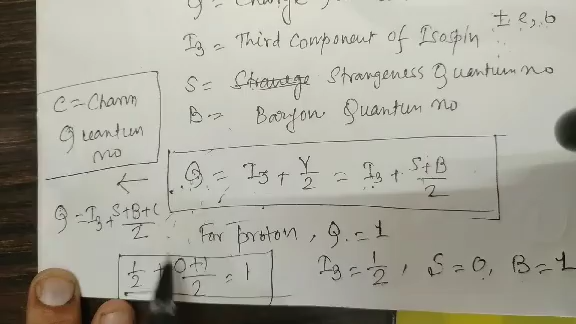 Q = Charge
± e, b
I3 = Third Component of Isospin
S = Strangeness Quantum no
B = Baryon Quantum no
C = Charm
Quantum
no
Q = I3 + Y/2 = I3 + S+B/2
Q = I3 + S+B+C/2
For proton, Q = 1
1/2 + 0+1/2 = 1
I3 = 1/2, S = 0, B = 1